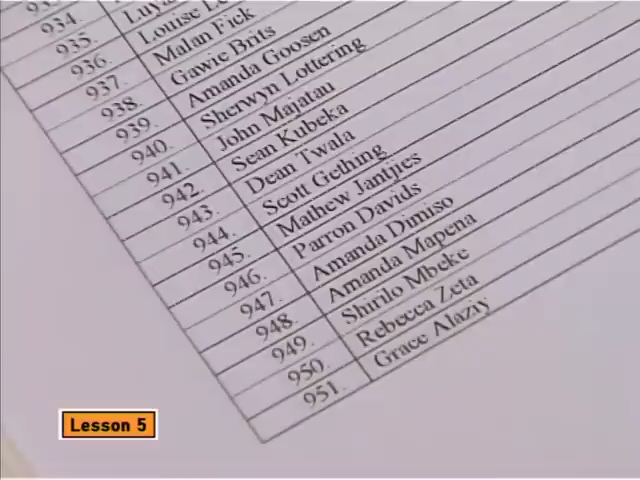 934.
935.
936. Louise
937. Malan Fick
938. Gawie Brits
939. Amanda Goosen
940. Sherwyn Lottering
941. John Majatau
942. Sean Kubeka
943. Dean Twala
944. Scott Gething
945. Mathew Jantjies
946. Parron Davids
947. Amanda Dimiso
948. Amanda Mapena
949. Shirilo Mbeke
950. Rebecca Zeta
951. Grace Alaziy
Lesson 5